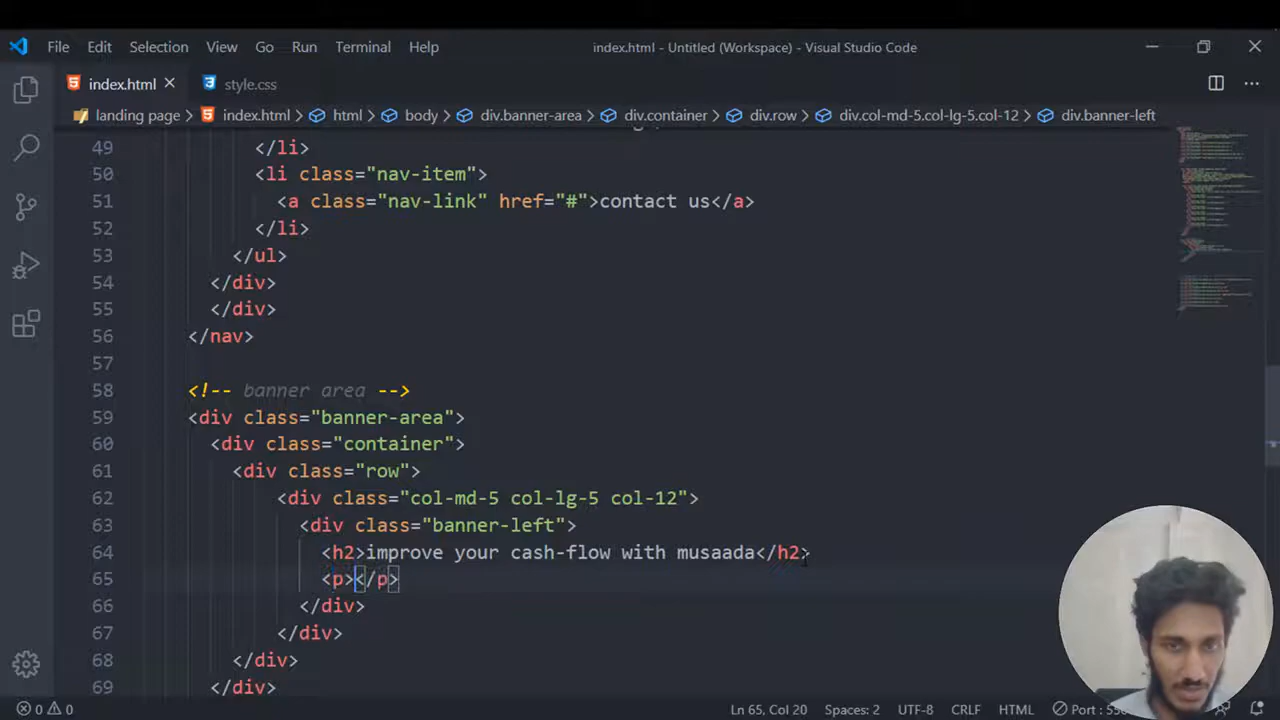 File Edit Selection View Go Run Terminal Help index.html - Untitled (Workspace) - Visual Studio Code
index.html style.css
landing page > index.html > html > body > div.banner-area > div.container > div.row > div.col-md-5.col-lg-5.col-12 > div.banner-left
49 </li>
50 <li class="nav-item">
51 <a class="nav-link" href="#">contact us</a>
52 </li>
53 </ul>
54 </div>
55 </div>
56 </nav>
57
58 <!-- banner area -->
59 <div class="banner-area">
60 <div class="container">
61 <div class="row">
62 <div class="col-md-5 col-lg-5 col-12">
63 <div class="banner-left">
64 <h2>improve your cash-flow with musaada</h2>
65 <p></p>
66 </div>
67 </div>
68 </div>
69 </div>
0 0 Ln 65, Col 20 Spaces: 2 UTF-8 CRLF HTML Port :